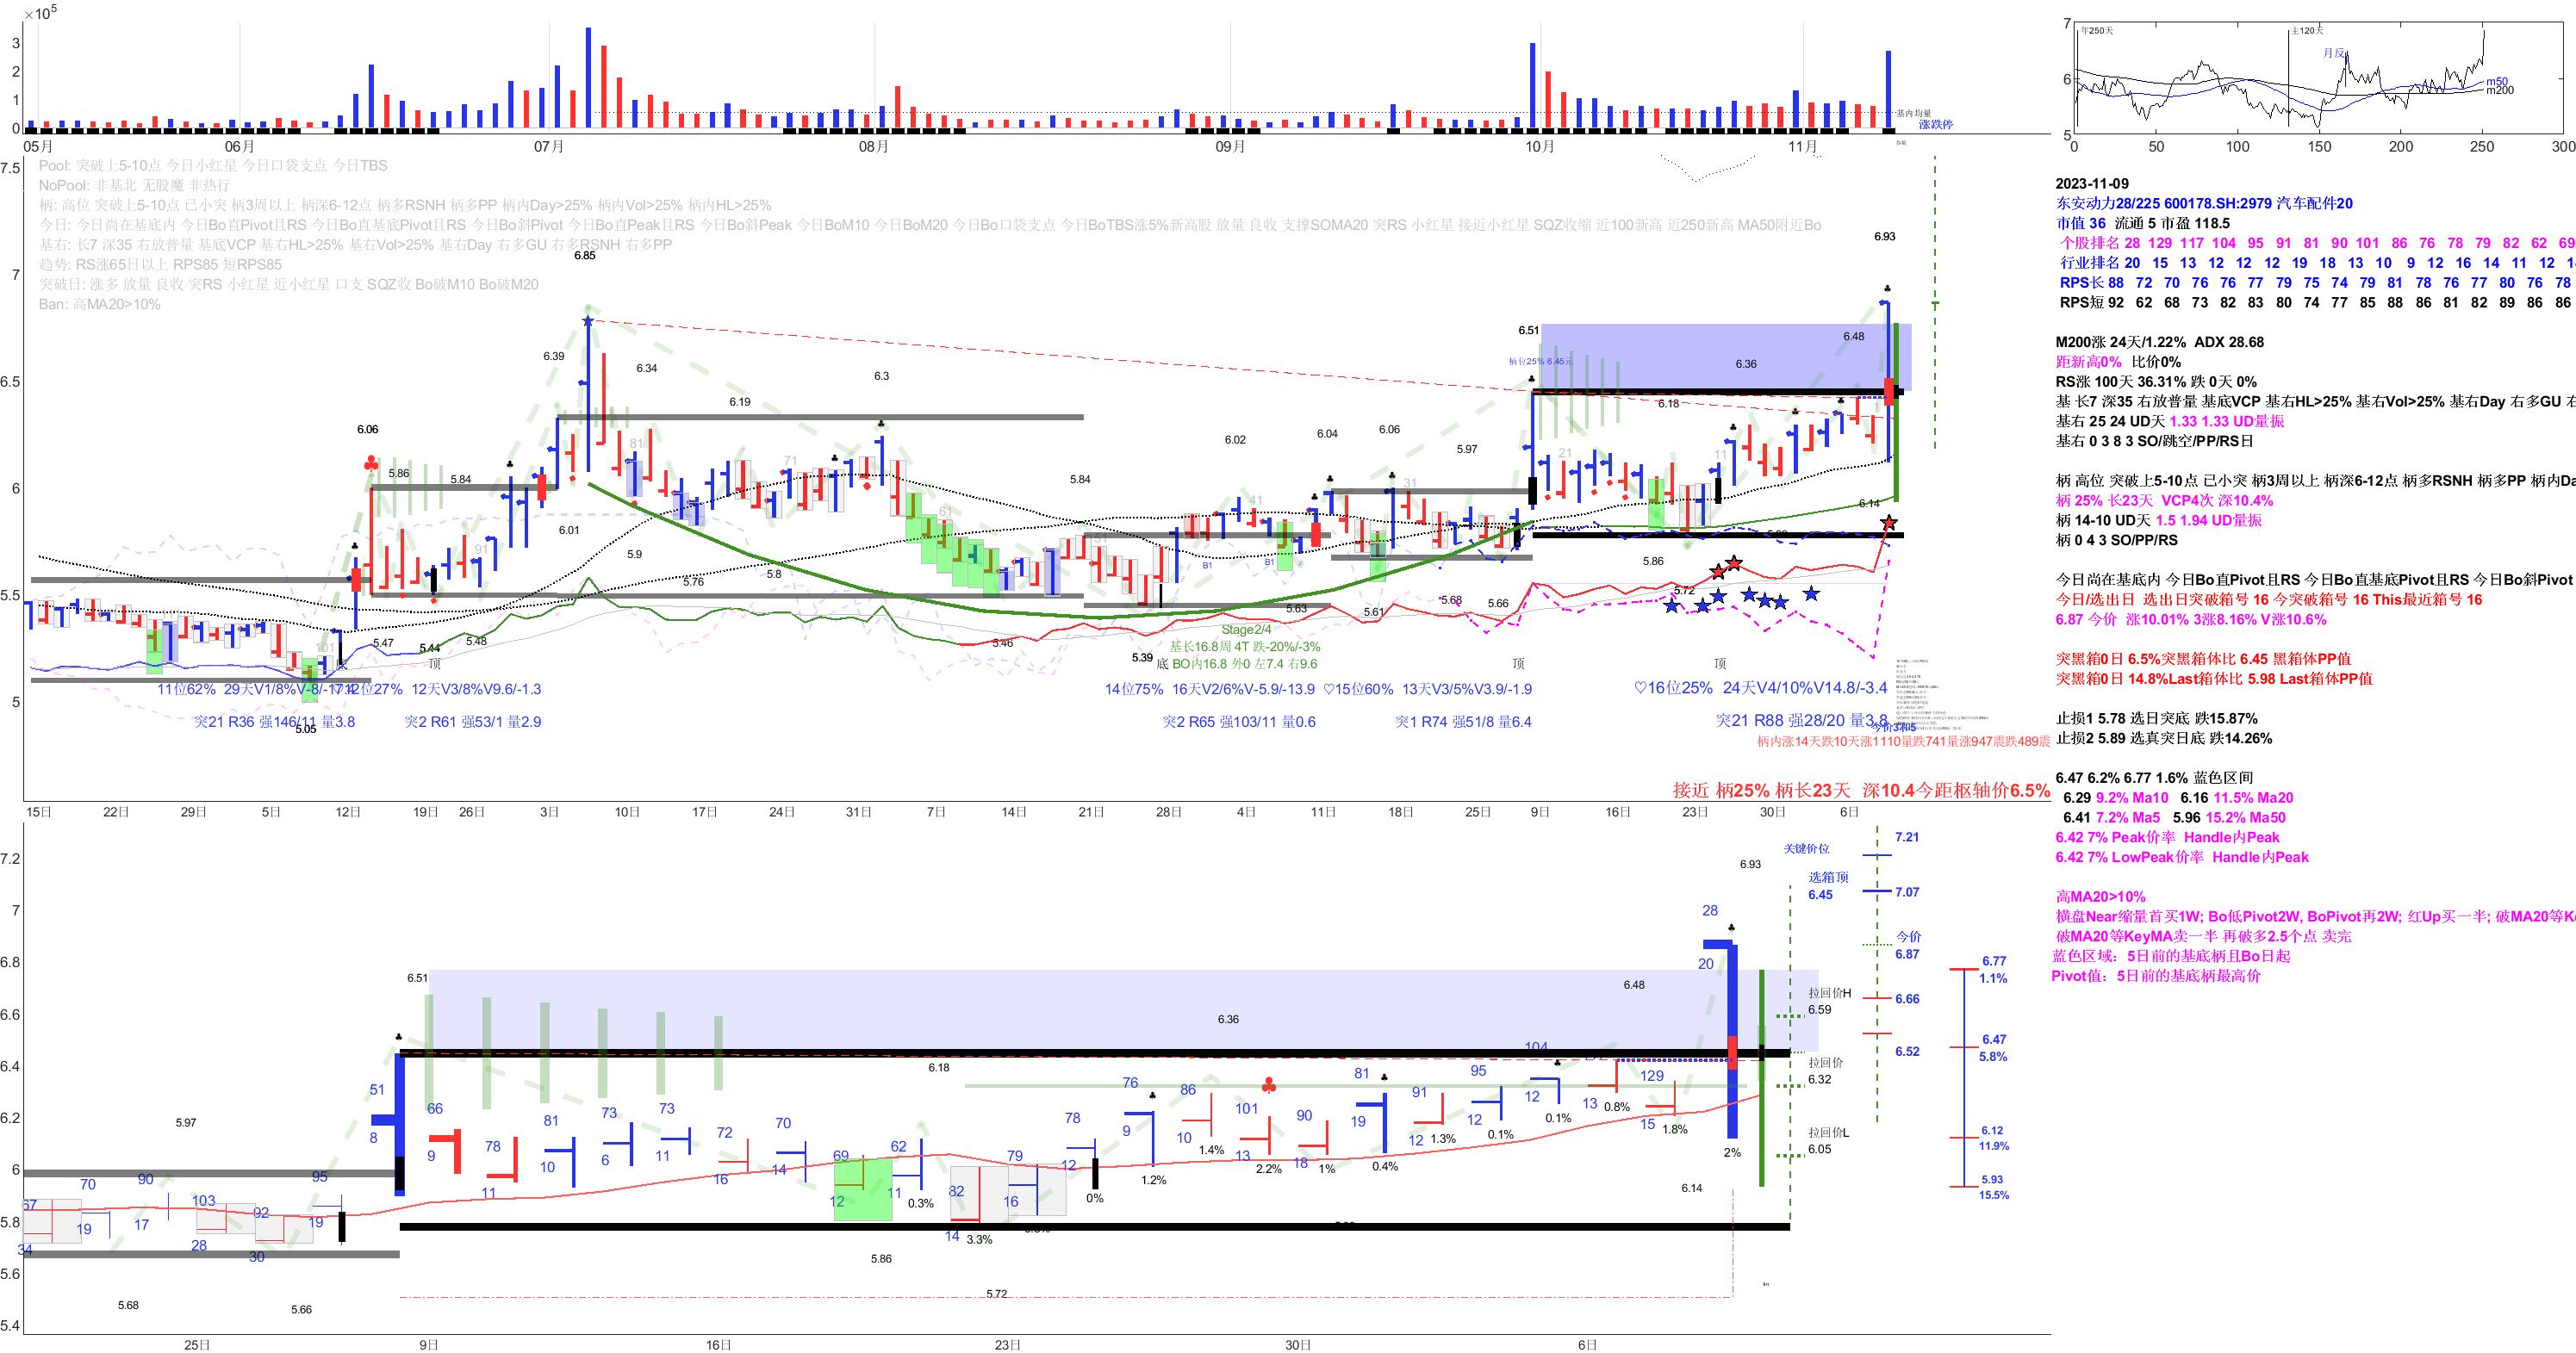 ×10⁵
3
2
1
0
05月 06月 07月 08月 09月 10月 11月
基内均量
涨跌停
7
6
5
年250天
主120天
月反
m50
m200
0 50 100 150 200 250 300
7.5
7
6.5
6
5.5
5
Pool: 突破上5-10点 今日小红星 今日口袋支点 今日TBS
NoPool: 非基北 无股魔 非热行
柄: 高位 突破上5-10点 己小突 柄3周以上 柄深6-12点 柄多RSNH 柄多PP 柄内Day>25% 柄内Vol>25% 柄内HL>25%
今日: 今日尚在基底内 今日Bo直Pivot且RS 今日Bo直基底Pivot且RS 今日Bo斜Pivot 今日Bo直Peak且RS 今日Bo斜Peak 今日BoM10 今日BoM20 今日Bo口袋支点 今日BoTBS涨5%新高股 放量 良收 支撑SOMA20 突RS 小红星 接近小红星 SQZ收缩 近100新高 近250新高 MA50附近Bo
基右: 长7 深35 右放普量 基底VCP 基右HL>25% 基右Vol>25% 基右Day 右多GU 右多RSNH 右多PP
趋势: RS涨65日以上 RPS85 短RPS85
突破日: 涨多 放量 良收 突RS 小红星 近小红星 口支 SQZ收 Bo破M10 Bo破M20
Ban: 高MA20>10%
6.85
6.93
6.51
柄位25% 6.45元
6.48
6.36
6.39
6.34
6.3
6.19
6.18
6.06
5.86
5.84
81
71
91
6.01
5.9
5.76
5.8
61
5.84
6.02
6.04
6.06
5.97
41
31
21
11
51
B1
B1
6.14
5.86
5.72
5.47
5.44
5.48
5.46
5.63
5.61
5.68
5.66
5.39
5.05
101
顶
底
顶
顶
Stage2/4
基长16.8周 4T 跌-20%/-3%
BO内16.8 外0 左7.4 右9.6
11位62% 29天V1/8%V-8/-17.4
12位27% 12天V3/8%V9.6/-1.3
14位75% 16天V2/6%V-5.9/-13.9
♡15位60% 13天V3/5%V3.9/-1.9
♡16位25% 24天V4/10%V14.8/-3.4
突21 R36 强146/11 量3.8
突2 R61 强53/1 量2.9
突2 R65 强103/11 量0.6
突1 R74 强51/8 量6.4
突21 R88 强28/20 量3.8
柄内涨14天跌10天涨1110量跌741量涨947震跌489震
接近 柄25% 柄长23天 深10.4今距枢轴价6.5%
15日 22日 29日 5日 12日 19日 26日 3日 10日 17日 24日 31日 7日 14日 21日 28日 4日 11日 18日 25日 9日 16日 23日 30日 6日
2023-11-09
东安动力28/225 600178.SH:2979 汽车配件20
市值 36 流通 5 市盈 118.5
个股排名 28 129 117 104 95 91 81 90 101 86 76 78 79 82 62 69
行业排名 20 15 13 12 12 12 19 18 13 10 9 12 16 14 11 12
RPS长 88 72 70 76 76 77 79 75 74 79 81 78 76 77 80 76 78
RPS短 92 62 68 73 82 83 80 74 77 85 88 86 81 82 89 86 86
M200涨 24天/1.22% ADX 28.68
距新高0% 比价0%
RS涨 100天 36.31% 跌 0天 0%
基 长7 深35 右放普量 基底VCP 基右HL>25% 基右Vol>25% 基右Day 右多GU
基右 25 24 UD天 1.33 1.33 UD量振
基右 0 3 8 3 SO/跳空/PP/RS日
柄 高位 突破上5-10点 己小突 柄3周以上 柄深6-12点 柄多RSNH 柄多PP
柄 25% 长23天 VCP4次 深10.4%
柄 14-10 UD天 1.5 1.94 UD量振
柄 0 4 3 SO/PP/RS
今日尚在基底内 今日Bo直Pivot且RS 今日Bo直基底Pivot且RS 今日Bo斜Pivot
今日/选出日 选出日突破箱号 16 今突破箱号 16 This最近箱号 16
6.87 今价 涨10.01% 3涨8.16% V涨10.6%
突黑箱0日 6.5%突黑箱体比 6.45 黑箱体PP值
突黑箱0日 14.8%Last箱体比 5.98 Last箱体PP值
止损1 5.78 选日突底 跌15.87%
止损2 5.89 选真突日底 跌14.26%
6.47 6.2% 6.77 1.6% 蓝色区间
6.29 9.2% Ma10 6.16 11.5% Ma20
6.41 7.2% Ma5 5.96 15.2% Ma50
6.42 7% Peak价率 Handle内Peak
6.42 7% LowPeak价率 Handle内Peak
高MA20>10%
横盘Near缩量首买1W; Bo低Pivot2W, BoPivot再2W; 红Up买一半; 破MA20等
破MA20等KeyMA卖一半 再破多2.5个点 卖完
蓝色区域：5日前的基底柄且Bo日起
Pivot值：5日前的基底柄最高价
7.2
7
6.8
6.6
6.4
6.2
6
5.8
5.6
5.4
6.51
6.36
6.48
6.93
6.18
5.97
5.86
5.72
5.68
5.66
6.14
67 70 90 103 92 95 51 66 78 81 73 73 72 70 69 62 82 79 78 76 86 101 90 81 91 95 104 129 28
34 19 17 28 30 19 8 9 11 10 6 11 16 14 12 11 14 16 12 9 10 13 18 19 12 12 12 13 15 20
0.3% 3.3% 0% 1.2% 1.4% 2.2% 1% 0.4% 1.3% 0.1% 0.1% 0.8% 1.8% 2%
关键价位
选箱顶
6.45
拉回价H
6.59
拉回价
6.32
拉回价L
6.05
7.21
7.07
今价
6.87
6.66
6.52
6.77
1.1%
6.47
5.8%
6.12
11.9%
5.93
15.5%
25日 9日 16日 23日 30日 6日